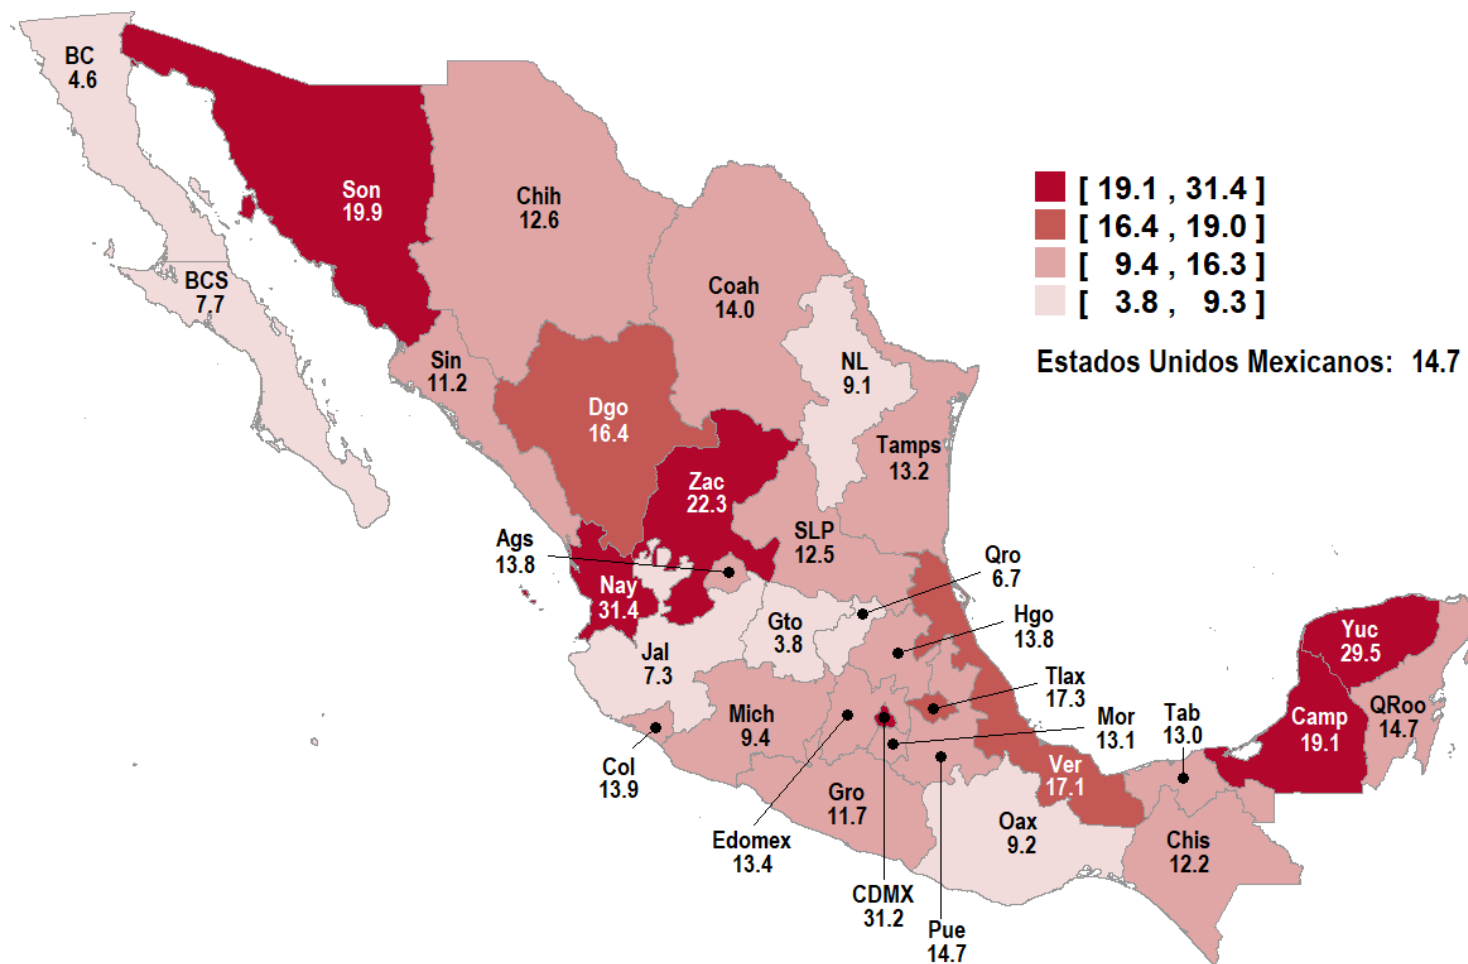 BC
4.6
Son
19.9
Chih
12.6
BCS
7.7
Coah
14.0
Sin
11.2
NL
9.1
Dgo
16.4
Tamps
13.2
Zac
22.3
SLP
12.5
Ags
13.8
Nay
31.4
Qro
6.7
Gto
3.8
Hgo
13.8
Jal
7.3
Tlax
17.3
Mich
9.4
Mor
13.1
Tab
13.0
Yuc
29.5
Camp
19.1
QRoo
14.7
Col
13.9
Ver
17.1
Gro
11.7
Oax
9.2
Edomex
13.4
Chis
12.2
CDMX
31.2
Pue
14.7
[ 19.1 , 31.4 ]
[ 16.4 , 19.0 ]
[ 9.4 , 16.3 ]
[ 3.8 , 9.3 ]
Estados Unidos Mexicanos: 14.7